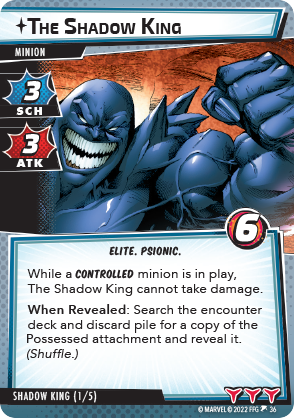 The Shadow King
MINION
3
SCH
3
ATK
6
ELITE. PSIONIC.
While a CONTROLLED minion is in play,
The Shadow King cannot take damage.
When Revealed: Search the encounter
deck and discard pile for a copy of the
Possessed attachment and reveal it.
(Shuffle.)
SHADOW KING (1/5)
© MARVEL © 2022 FFG 36